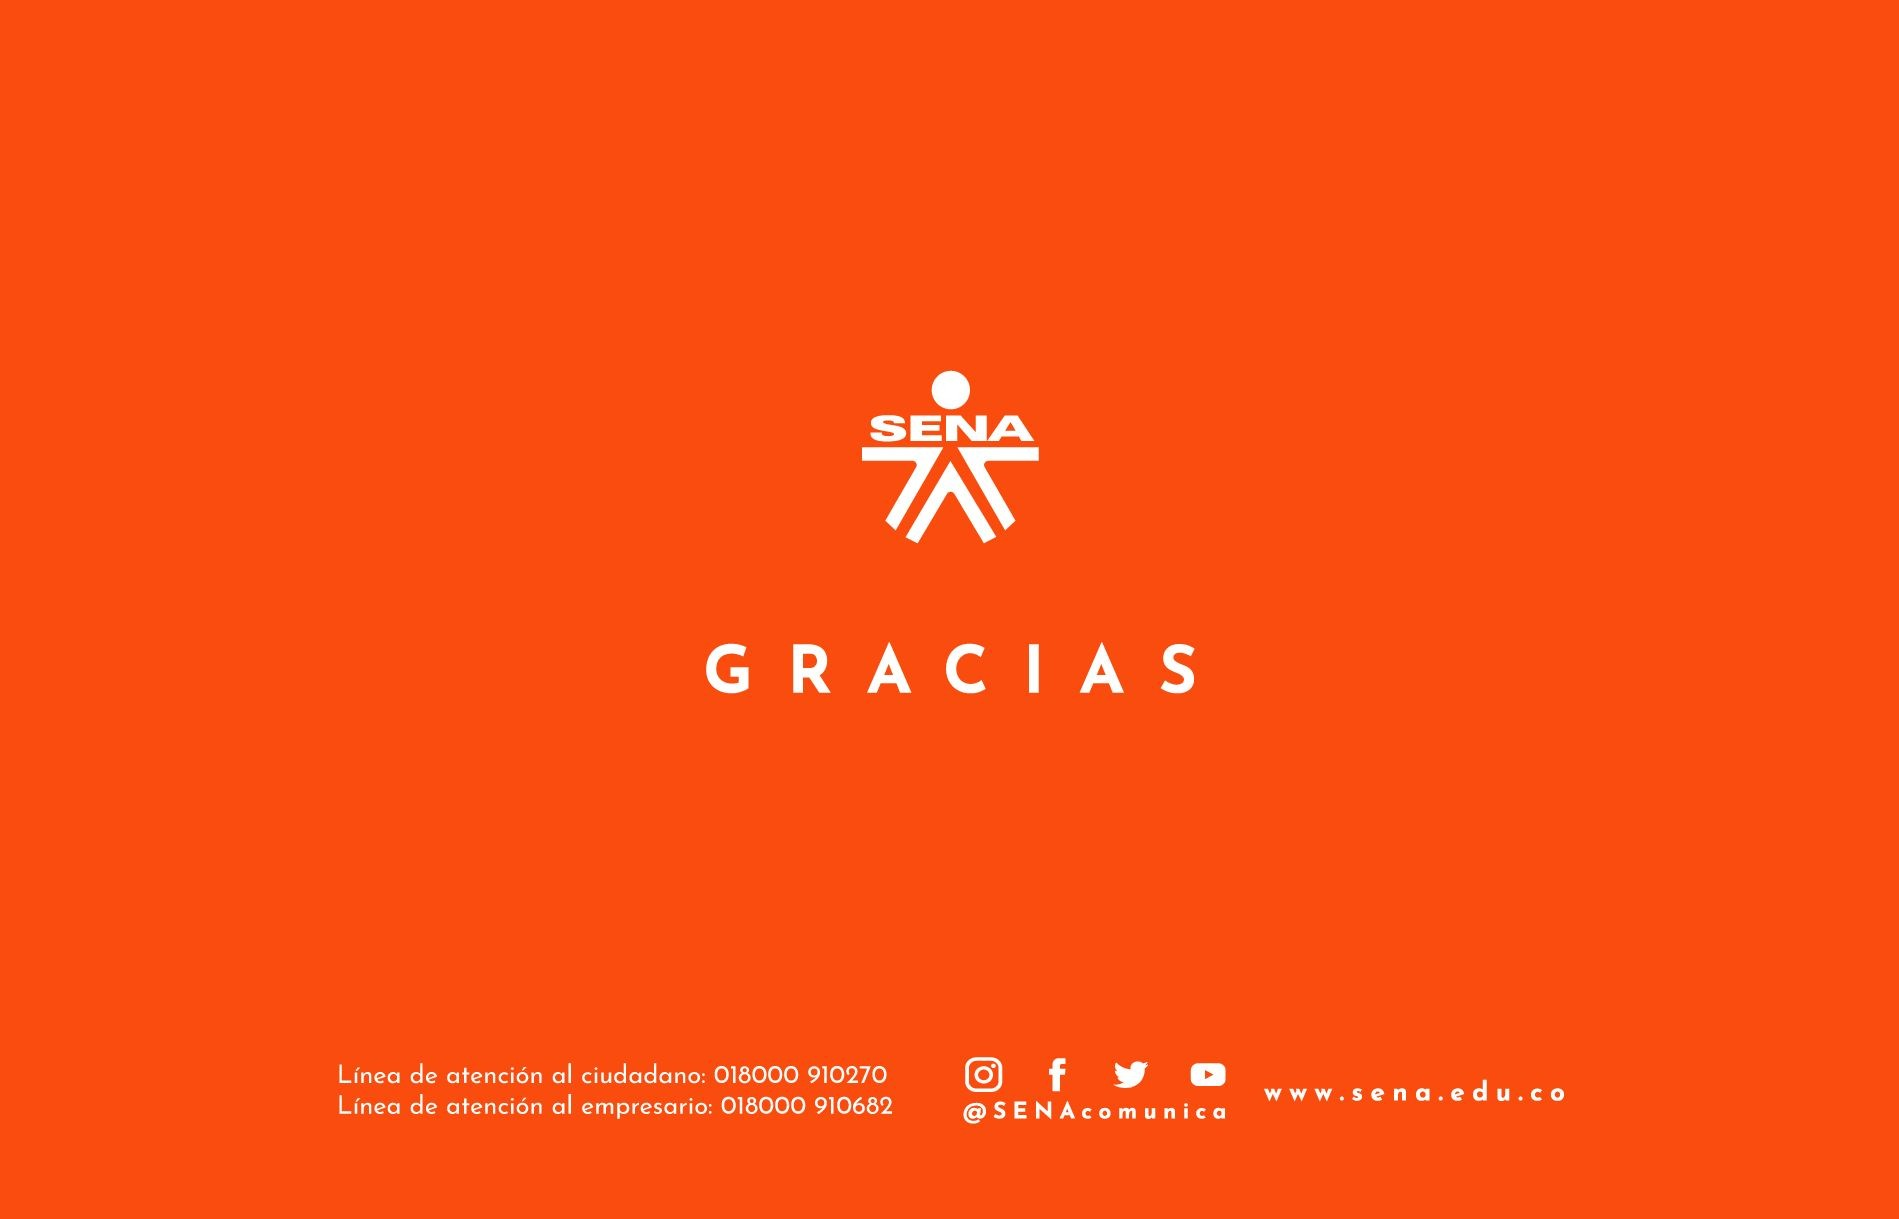 SENA
GRACIAS
Línea de atención al ciudadano: 018000 910270
Línea de atención al empresario: 018000 910682
@SENAcomunica
www.sena.edu.co